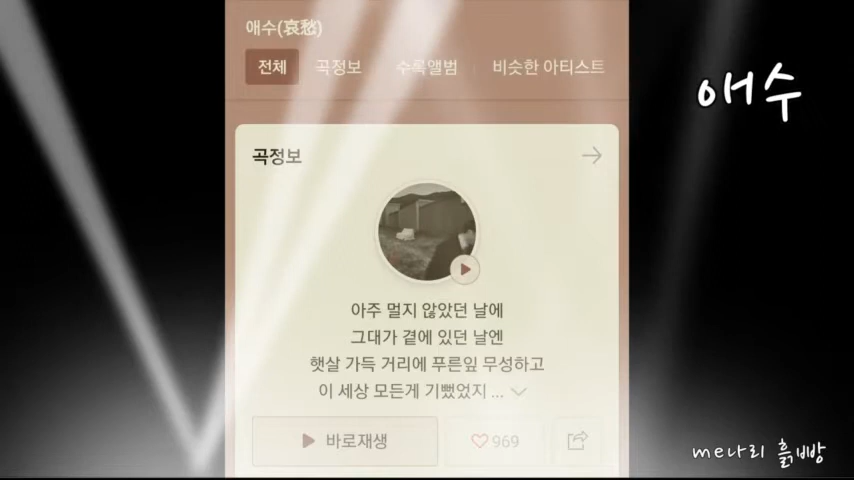 애수(哀愁)
전체 곡정보 수록앨범 비슷한 아티스트
애수
곡정보
아주 멀지 않았던 날에
그대가 곁에 있던 날엔
햇살 가득 거리에 푸른잎 무성하고
이 세상 모든게 기뻤었지 ...
바로재생 969
me나리 흙빵